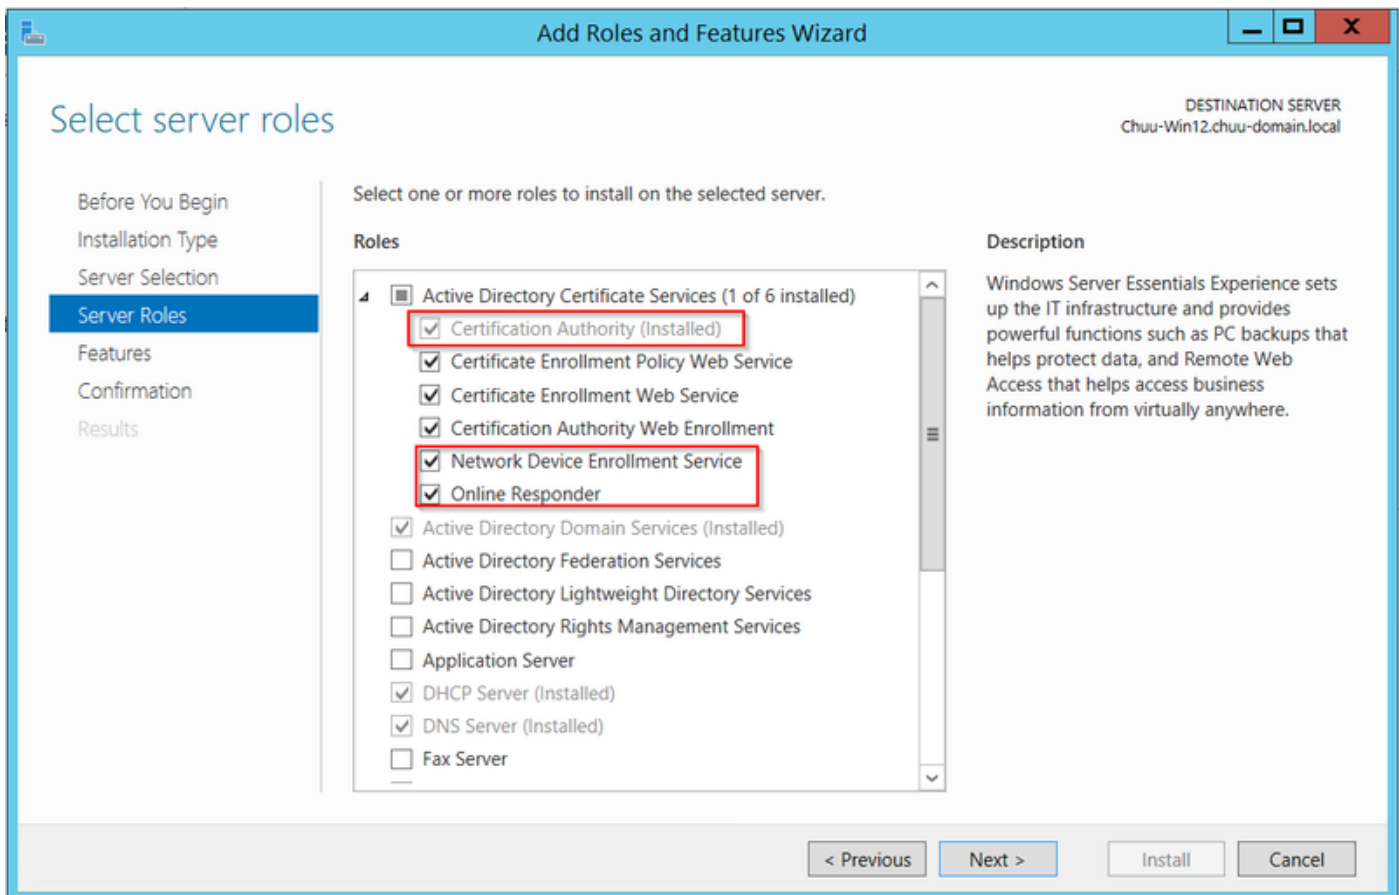 Add Roles and Features Wizard
Select server roles
DESTINATION SERVER
Chuu-Win12.chuu-domain.local
Before You Begin
Installation Type
Server Selection
Server Roles
Features
Confirmation
Results
Select one or more roles to install on the selected server.
Roles
Active Directory Certificate Services (1 of 6 installed)
Certification Authority (Installed)
Certificate Enrollment Policy Web Service
Certificate Enrollment Web Service
Certification Authority Web Enrollment
Network Device Enrollment Service
Online Responder
Active Directory Domain Services (Installed)
Active Directory Federation Services
Active Directory Lightweight Directory Services
Active Directory Rights Management Services
Application Server
DHCP Server (Installed)
DNS Server (Installed)
Fax Server
Description
Windows Server Essentials Experience sets
up the IT infrastructure and provides
powerful functions such as PC backups that
helps protect data, and Remote Web
Access that helps access business
information from virtually anywhere.
< Previous
Next >
Install
Cancel